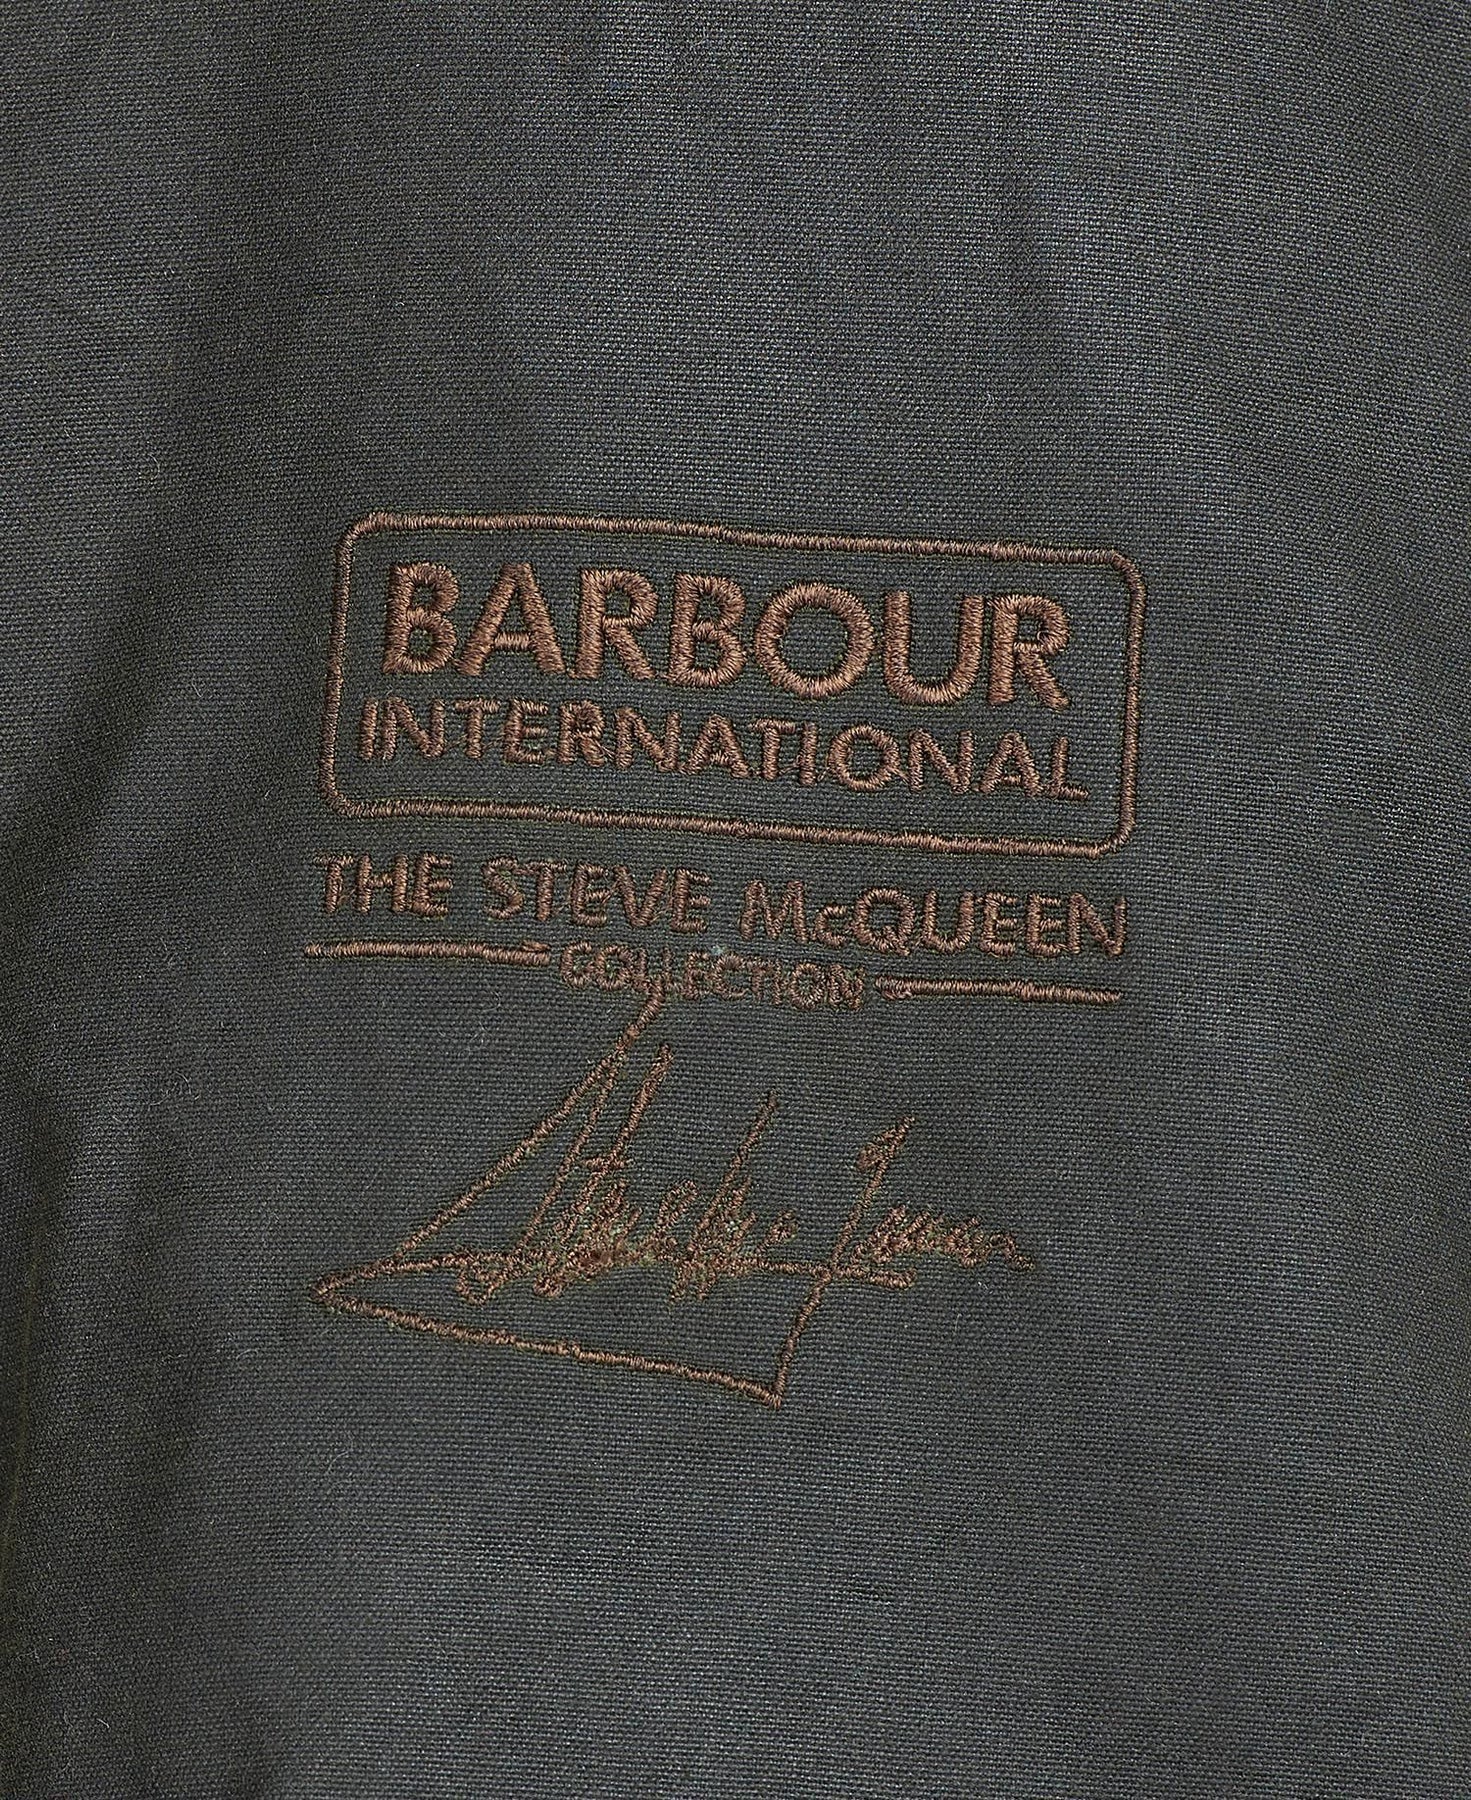 BARBOUR
INTERNATIONAL
THE STEVE McQUEEN
COLLECTION